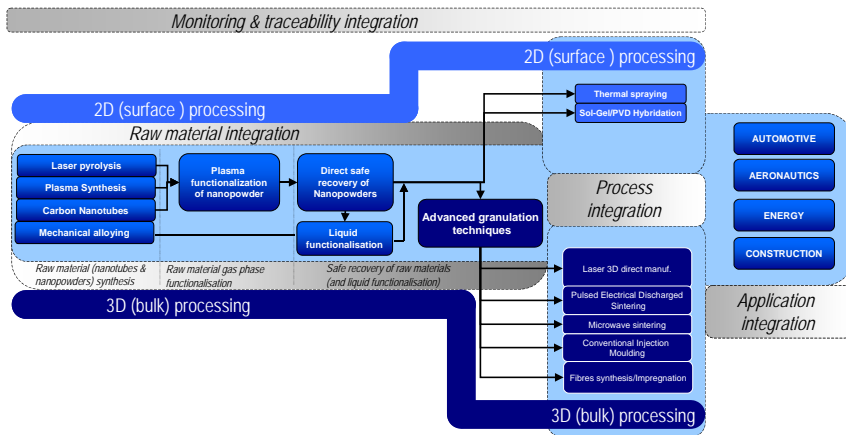 Monitoring & traceability integration
2D (surface ) processing
2D (surface ) processing
Thermal spraying
Sol-Gel/PVD Hybridation
Raw material integration
Laser pyrolysis
Plasma Synthesis
Carbon Nanotubes
Mechanical alloying
Plasma
functionalization
of nanopowder
Direct safe
recovery of
Nanopowders
Liquid
functionalisation
Advanced granulation
techniques
Process
integration
AUTOMOTIVE
AERONAUTICS
ENERGY
CONSTRUCTION
Raw material (nanotubes &
nanopowders) synthesis
Raw material gas phase
functionalisation
Safe recovery of raw materials
(and liquid functionalisation)
Laser 3D direct manuf.
Pulsed Electrical Discharged
Sintering
Microwave sintering
Conventional Injection
Moulding
Fibres synthesis/Impregnation
Application
integration
3D (bulk) processing
3D (bulk) processing